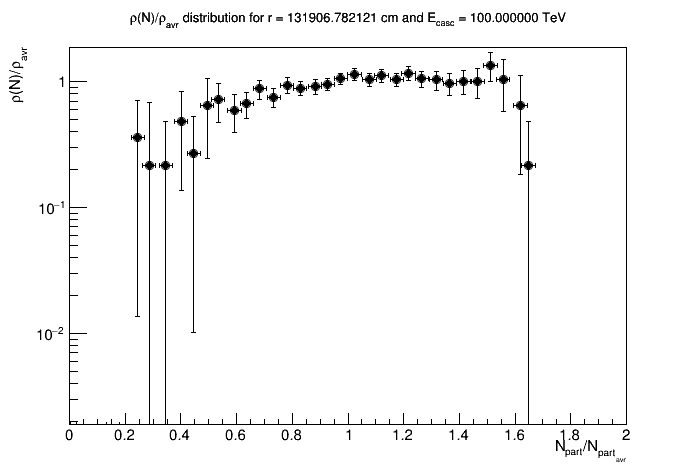 ρ(N)/ρavr distribution for r = 131906.782121 cm and Ecasc = 100.000000 TeV
ρ(N)/ρavr
1
10−1
10−2
0 0.2 0.4 0.6 0.8 1 1.2 1.4 1.6 1.8 2
Npart/Npartavr